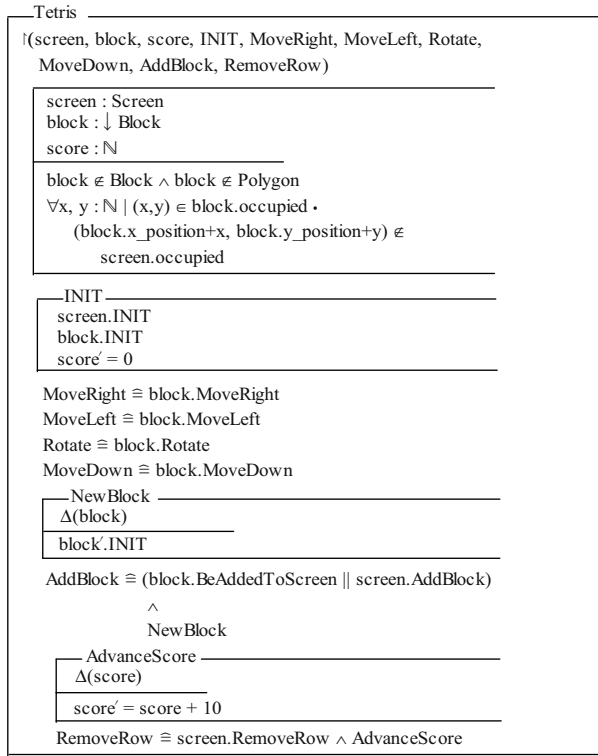 Tetris
↾(screen, block, score, INIT, MoveRight, MoveLeft, Rotate,
MoveDown, AddBlock, RemoveRow)
screen : Screen
block : ↓ Block
score : ℕ
block ∉ Block ∧ block ∉ Polygon
∀x, y : ℕ | (x,y) ∈ block.occupied •
(block.x_position+x, block.y_position+y) ∉
screen.occupied
INIT
screen.INIT
block.INIT
score′ = 0
MoveRight ≙ block.MoveRight
MoveLeft ≙ block.MoveLeft
Rotate ≙ block.Rotate
MoveDown ≙ block.MoveDown
NewBlock
Δ(block)
block′.INIT
AddBlock ≙ (block.BeAddedToScreen || screen.AddBlock)
∧
NewBlock
AdvanceScore
Δ(score)
score′ = score + 10
RemoveRow ≙ screen.RemoveRow ∧ AdvanceScore